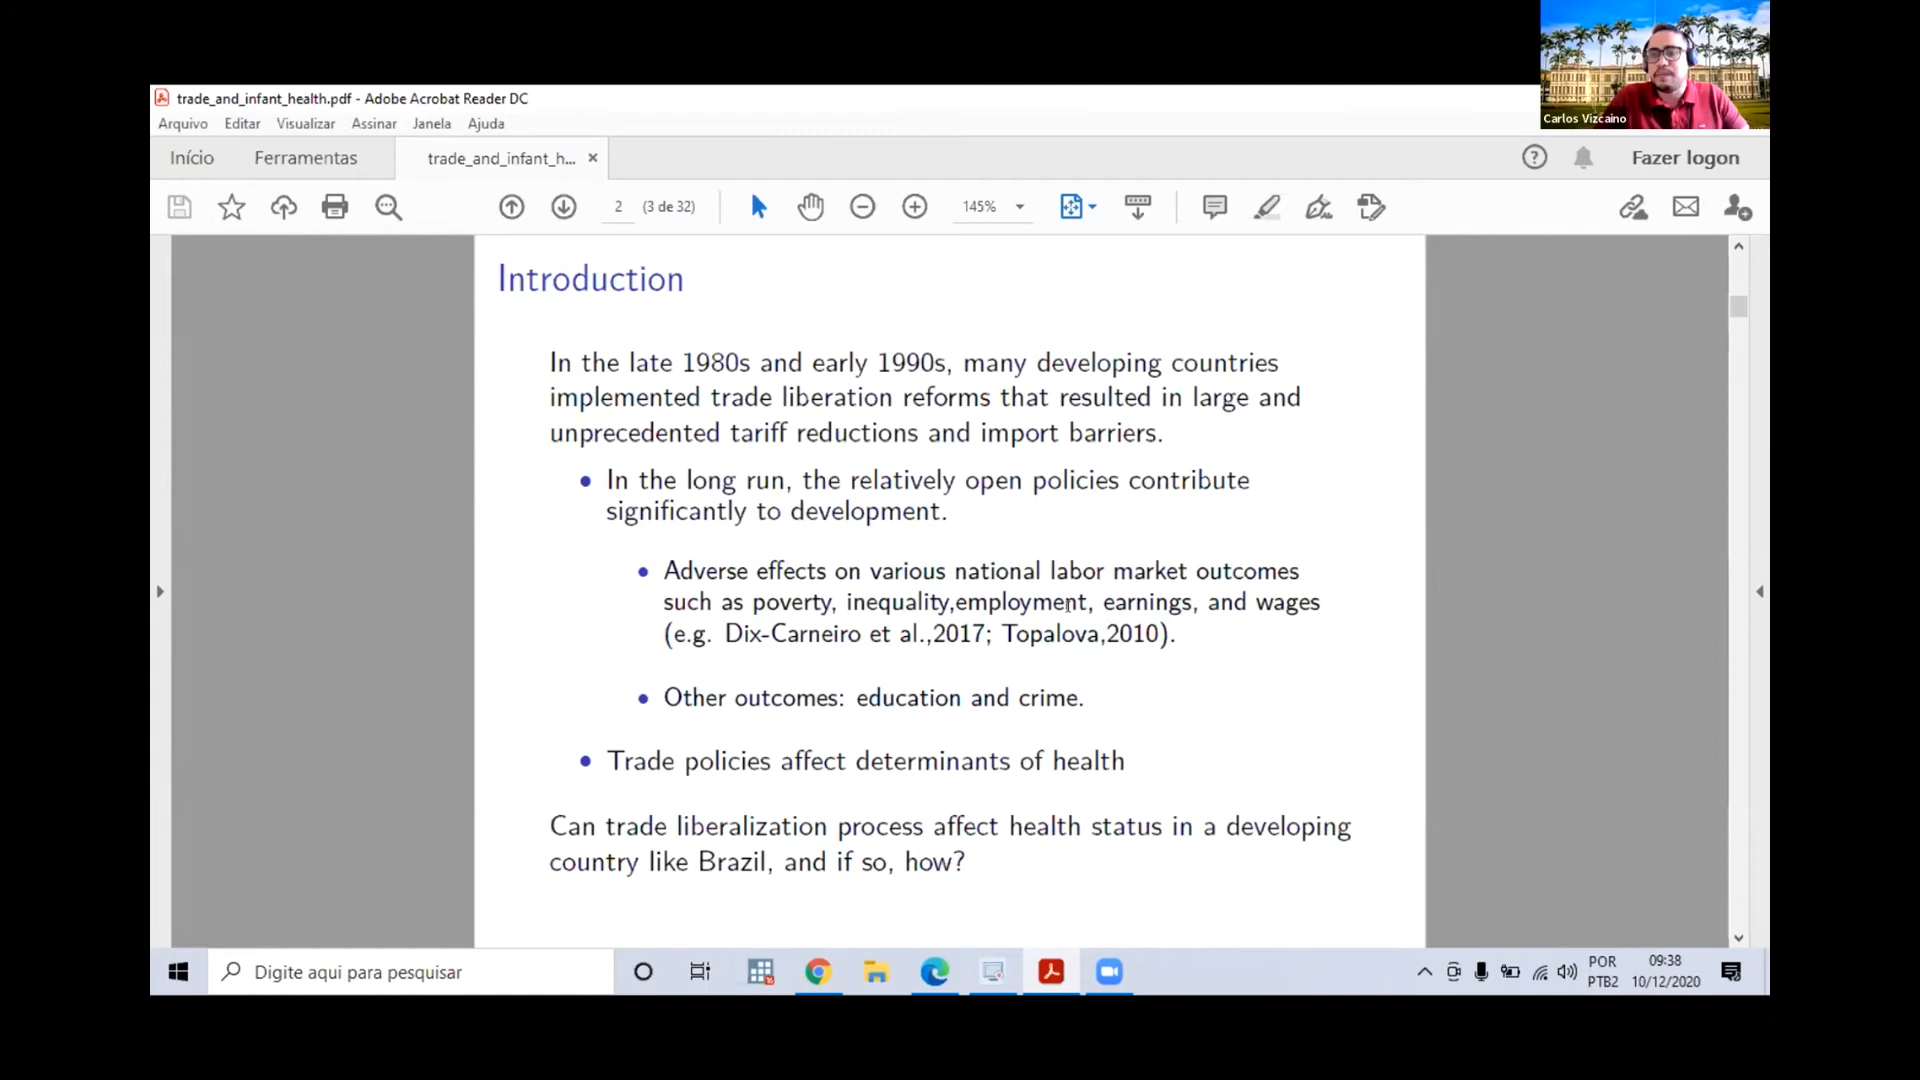 Carlos Vizcaino
trade_and_infant_health.pdf - Adobe Acrobat Reader DC
Arquivo Editar Visualizar Assinar Janela Ajuda
Início Ferramentas trade_and_infant_h... × Fazer logon
2 (3 de 32) 145%
Introduction
In the late 1980s and early 1990s, many developing countries
implemented trade liberation reforms that resulted in large and
unprecedented tariff reductions and import barriers.
• In the long run, the relatively open policies contribute
significantly to development.
• Adverse effects on various national labor market outcomes
such as poverty, inequality,employment, earnings, and wages
(e.g. Dix-Carneiro et al.,2017; Topalova,2010).
• Other outcomes: education and crime.
• Trade policies affect determinants of health
Can trade liberalization process affect health status in a developing
country like Brazil, and if so, how?
Digite aqui para pesquisar
POR 09:38
PTB2 10/12/2020